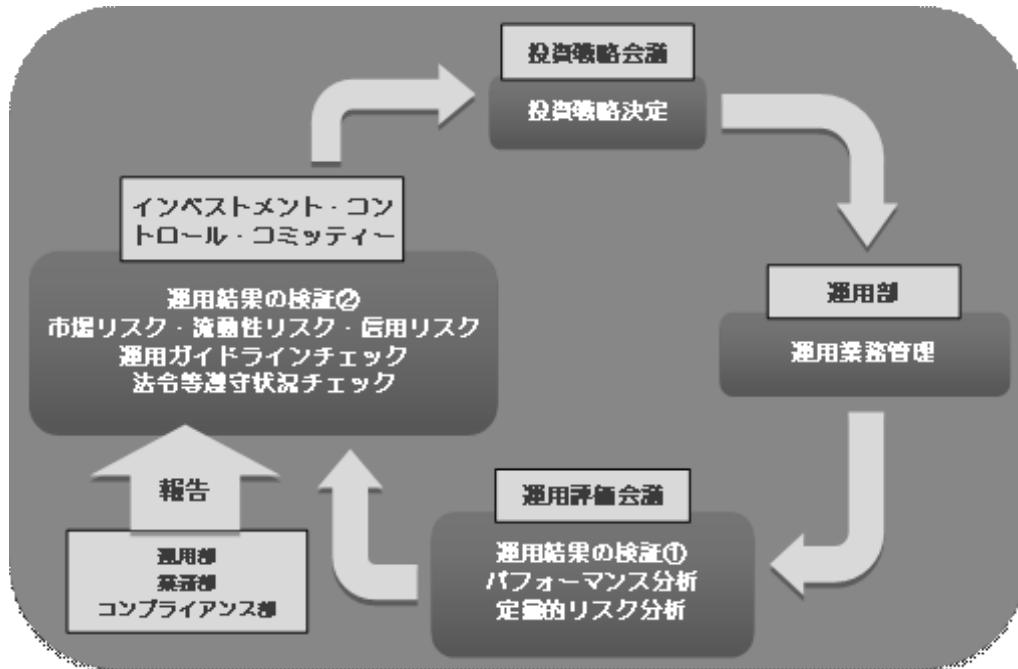 投資戦略会議
投資戦略決定
インベストメント・コン
トロール・コミッティー
運用結果の検証②
市場リスク・流動性リスク・信用リスク
運用ガイドラインチェック
法令等遵守状況チェック
運用部
運用業務管理
運用評価会議
運用結果の検証①
パフォーマンス分析
定量的リスク分析
報告
運用部
業務部
コンプライアンス部